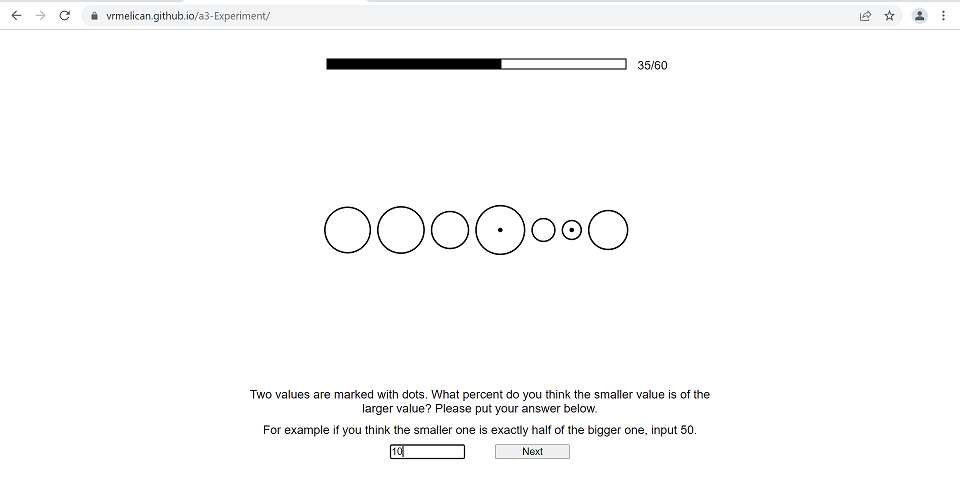 vrmelican.github.io/a3-Experiment/
35/60
Two values are marked with dots. What percent do you think the smaller value is of the
larger value? Please put your answer below.
For example if you think the smaller one is exactly half of the bigger one, input 50.
10
Next